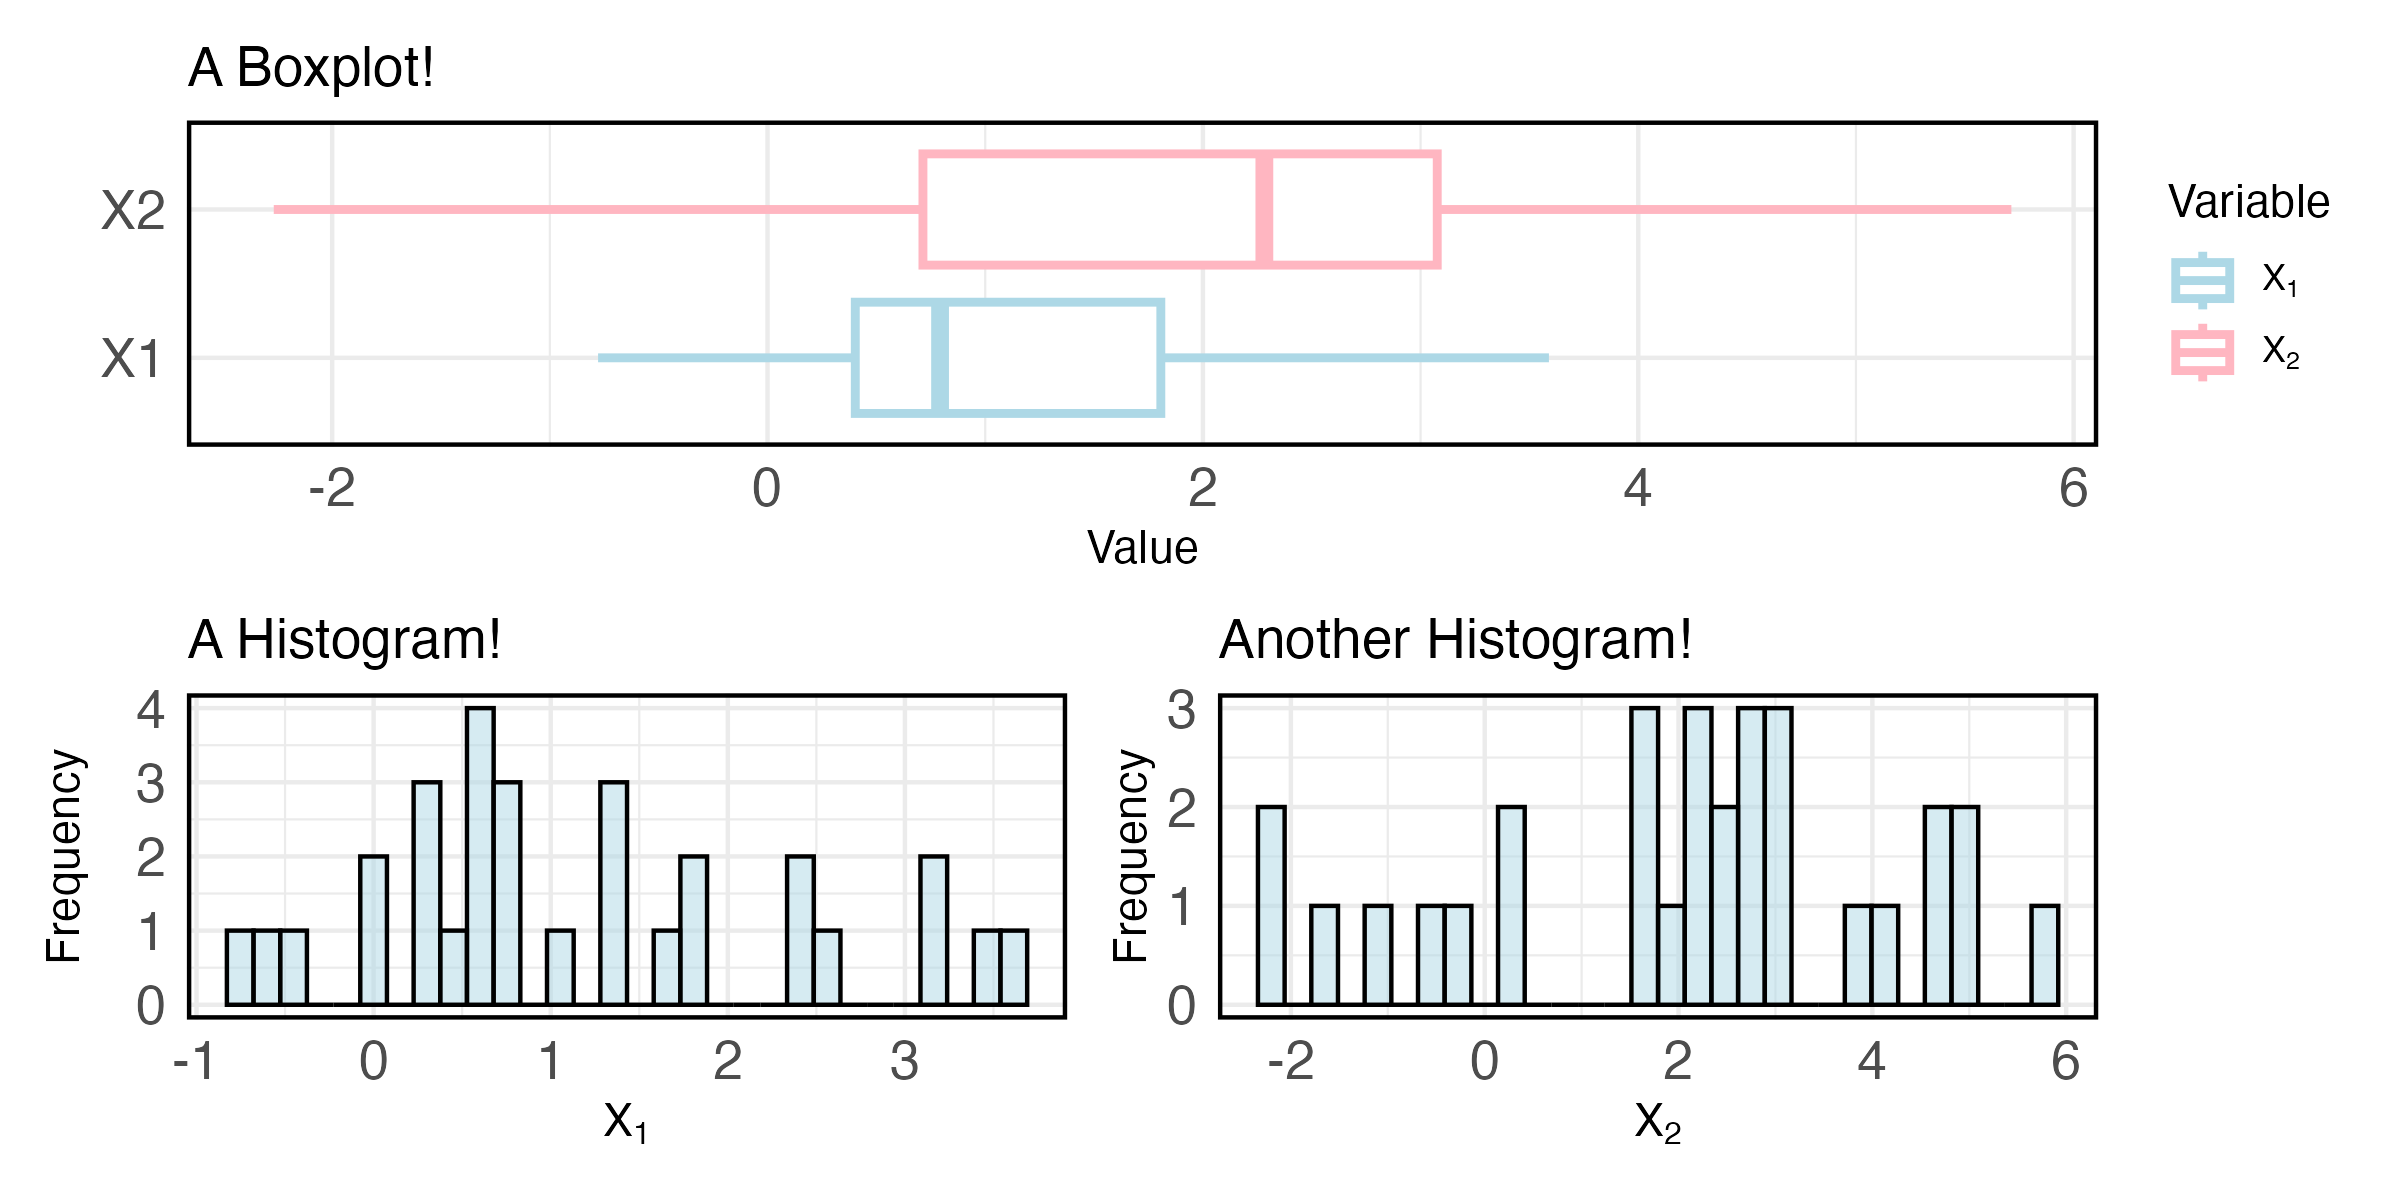 A Boxplot!
X2
X1
-2 0 2 4 6
Value
Variable
X1
X2
A Histogram!
4
3
2
1
0
Frequency
-1 0 1 2 3
X1
Another Histogram!
3
2
1
0
Frequency
-2 0 2 4 6
X2